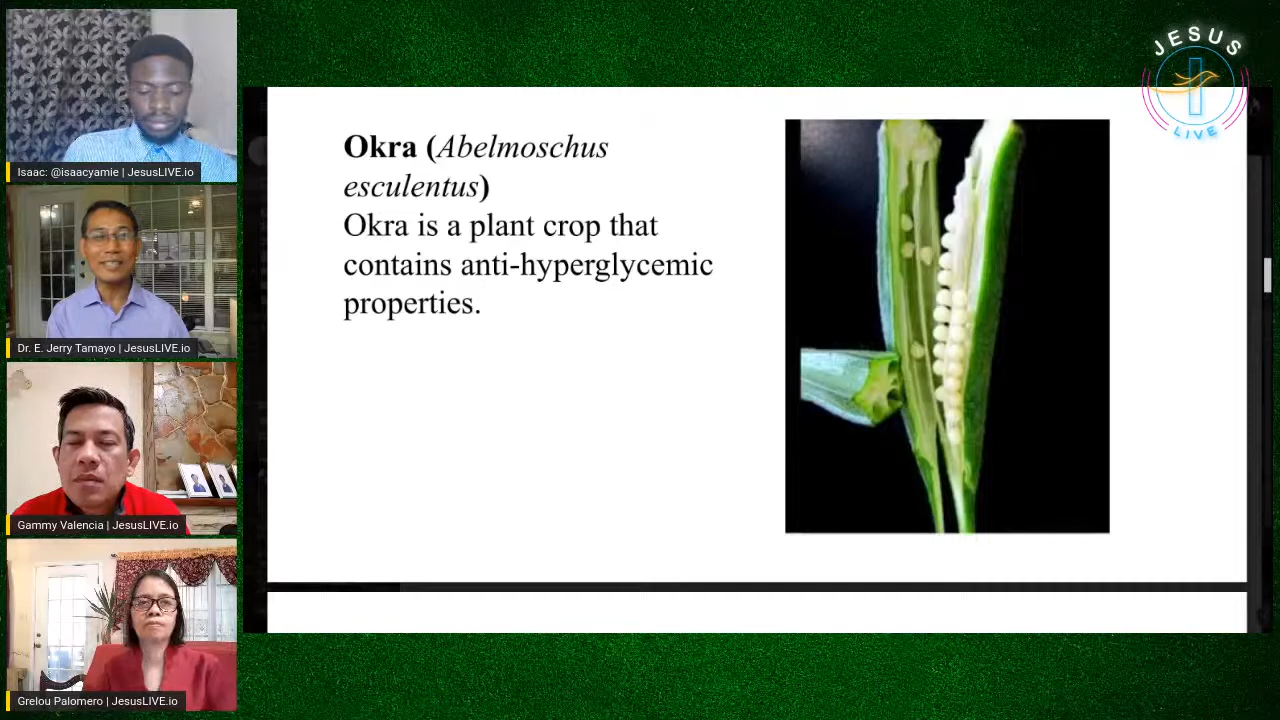 JESUS
LIVE
Isaac: @isaacyamie | JesusLIVE.io
Dr. E. Jerry Tamayo | JesusLIVE.io
Gammy Valencia | JesusLIVE.io
Grelou Palomero | JesusLIVE.io
Okra (Abelmoschus
esculentus)
Okra is a plant crop that
contains anti-hyperglycemic
properties.